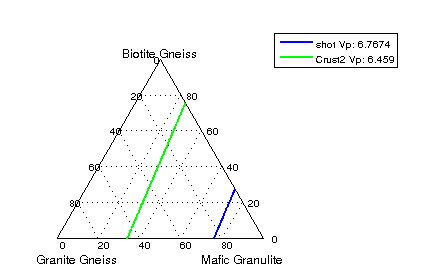 shot Vp: 6.7674
Crust2 Vp: 6.459
Biotite Gneiss
0
20 80
40 60
60 40
80 20
0
0 20 40 60 80
Granite Gneiss Mafic Granulite